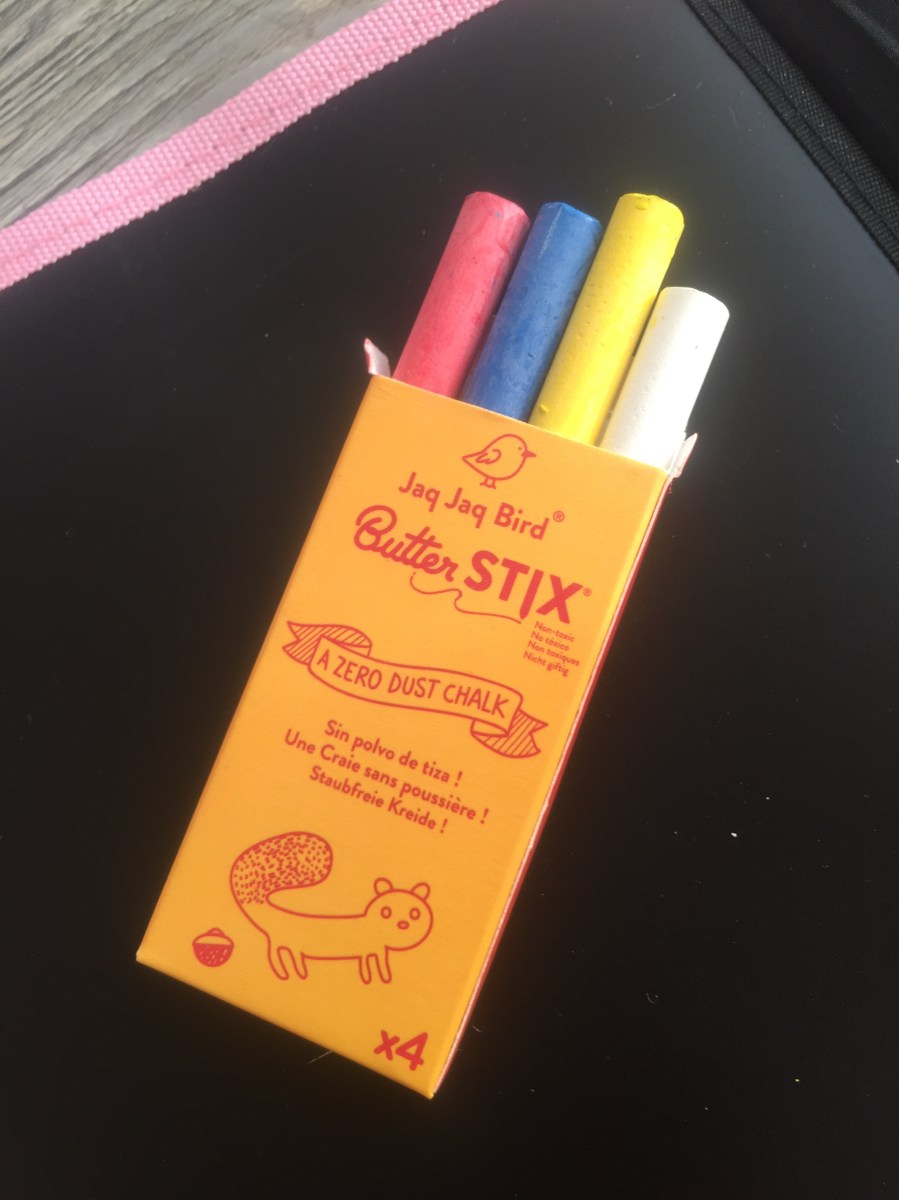 Jaq Jaq Bird®
Butter STIX®
Non-toxic
No tóxico
Non toxiques
Nicht giftig
A ZERO DUST CHALK
Sin polvo de tiza !
Une Craie sans poussière !
Staubfreie Kreide !
x4